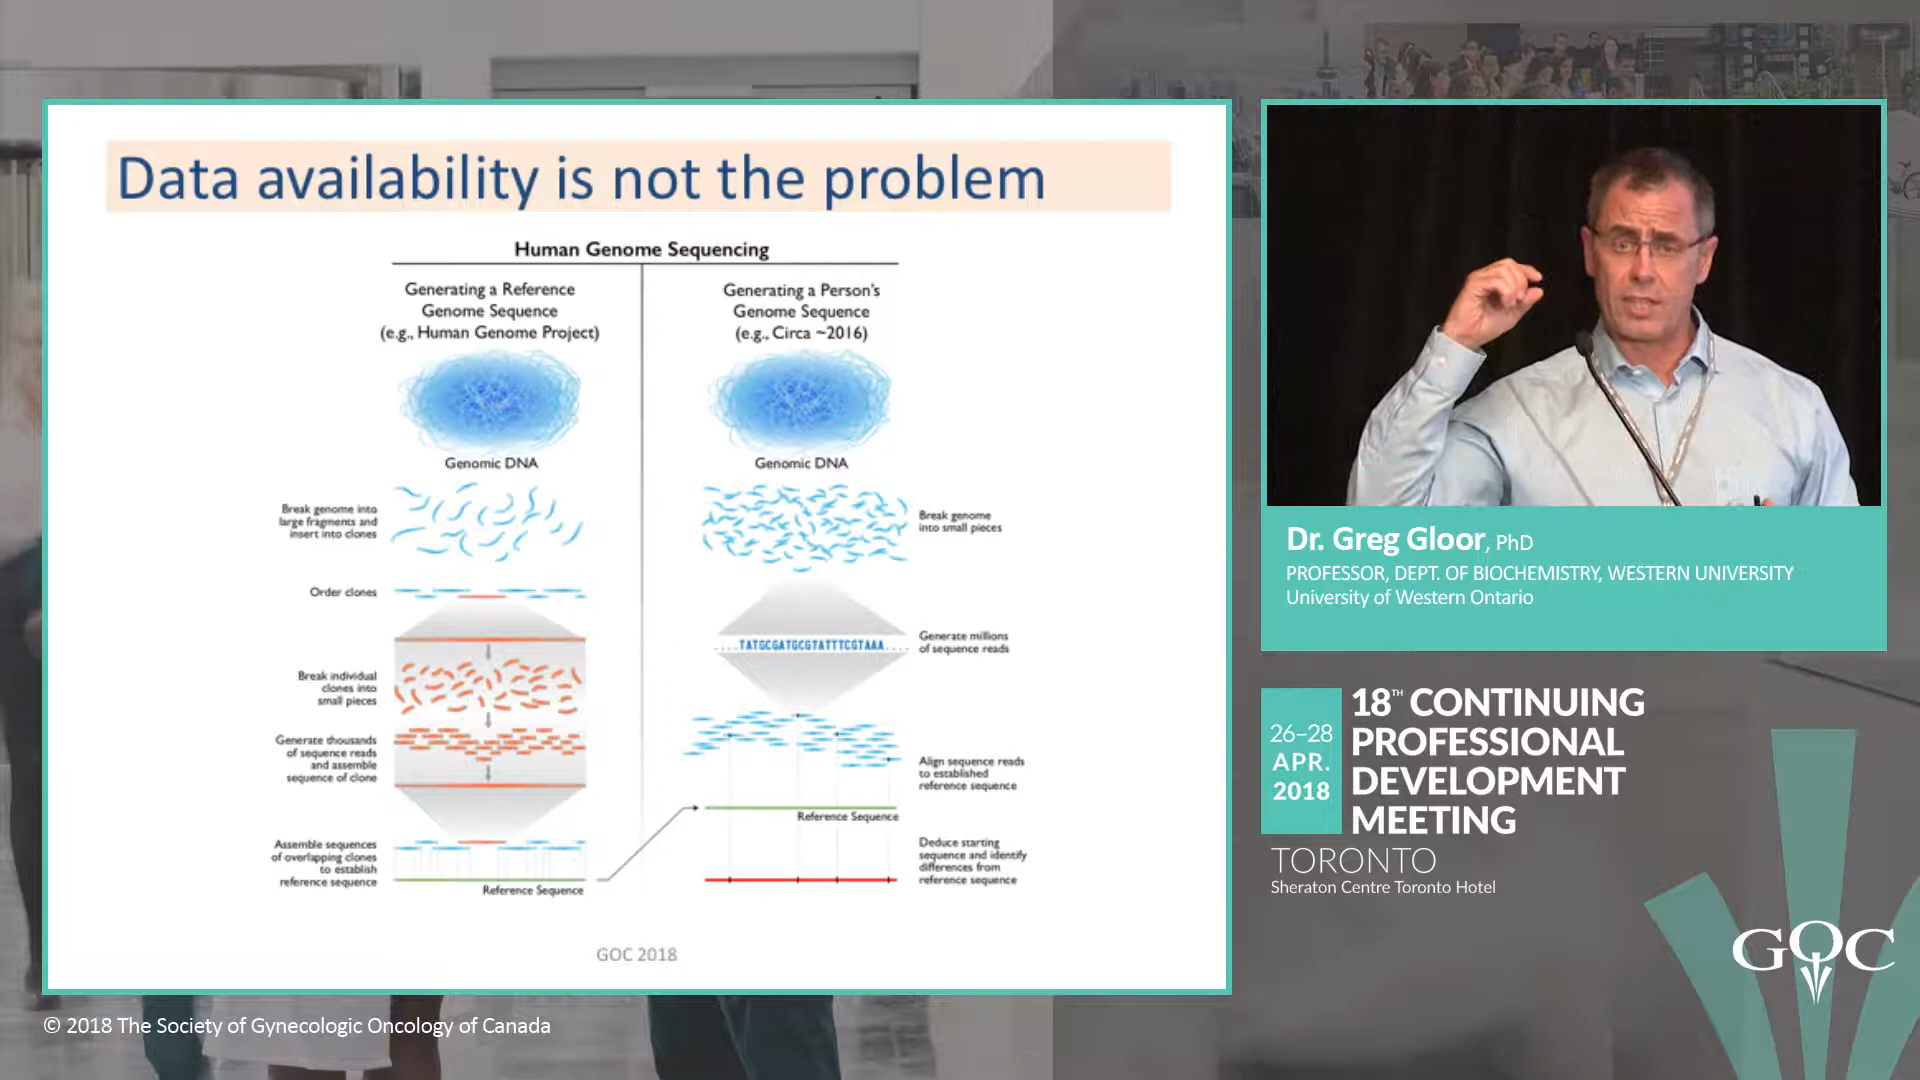 Data availability is not the problem
Human Genome Sequencing
Generating a Reference
Genome Sequence
(e.g., Human Genome Project)
Genomic DNA
Break genome into
large fragments and
insert into clones
Order clones
Break individual
clones into
small pieces
Generate thousands
of sequence reads
and assemble
sequence of clone
Assemble sequences
of overlapping clones
to establish
reference sequence
Reference Sequence
Generating a Person's
Genome Sequence
(e.g., Circa ~2016)
Genomic DNA
Break genome
into small pieces
...TATGCGATGCGTATTTCGTAAA...
Generate millions
of sequence reads
Align sequence reads
to established
reference sequence
Reference Sequence
Deduce starting
sequence and identify
differences from
reference sequence
GOC 2018
Dr. Greg Gloor, PhD
PROFESSOR, DEPT. OF BIOCHEMISTRY, WESTERN UNIVERSITY
University of Western Ontario
26–28
APR.
2018
18TH CONTINUING
PROFESSIONAL
DEVELOPMENT
MEETING
TORONTO
Sheraton Centre Toronto Hotel
GOC
© 2018 The Society of Gynecologic Oncology of Canada